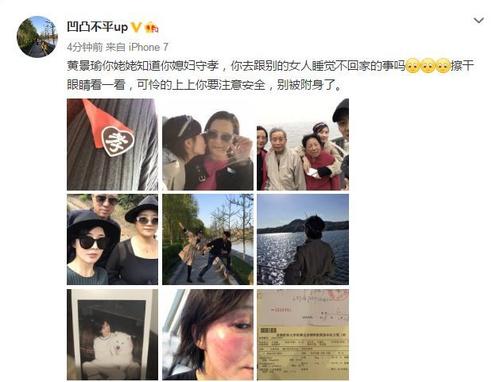 凹凸不平up
4分钟前 来自 iPhone 7
黄景瑜你姥姥知道你媳妇守孝，你去跟别的女人睡觉不回家的事吗🥺🥺🥺擦干
眼睛看一看，可怜的上上你要注意安全，别被附身了。
孝